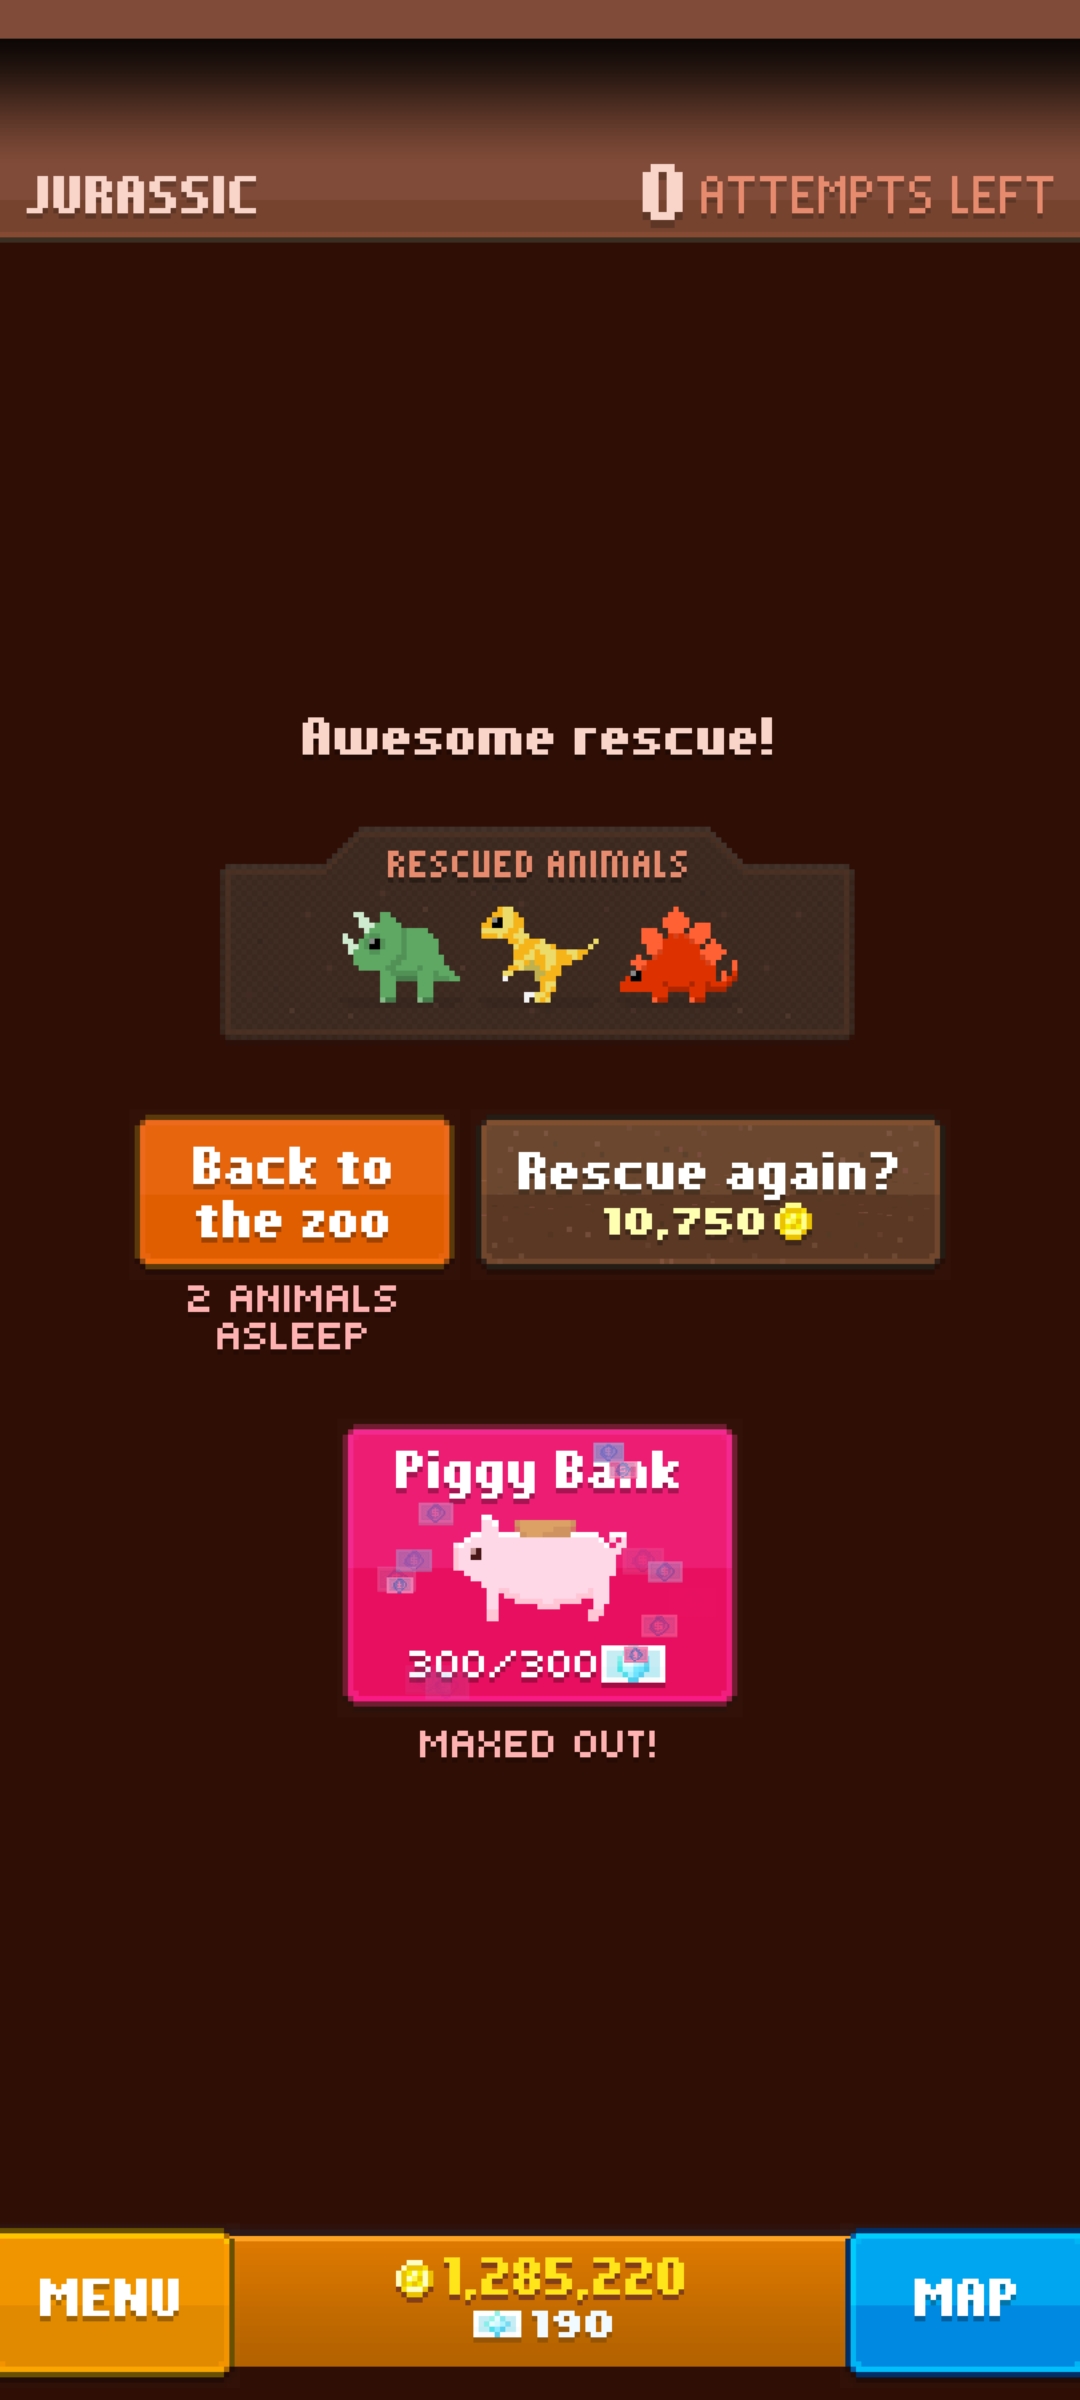 JURASSIC
0 ATTEMPTS LEFT
Awesome rescue!
RESCUED ANIMALS
Back to
the zoo
Rescue again?
10,750
2 ANIMALS
ASLEEP
Piggy Bank
300/300
MAXED OUT!
MENU
1,285,220
190
MAP